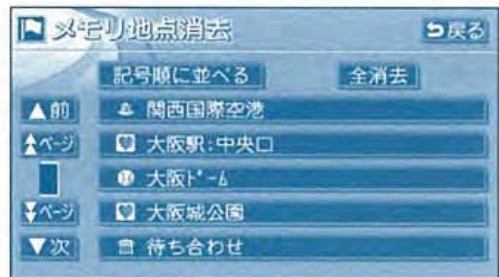 メモリ地点消去 戻る
記号順に並べる 全消去
▲前 関西国際空港
ページ 大阪駅:中央口
大阪ドーム
ページ 大阪城公園
▼次 待ち合わせ